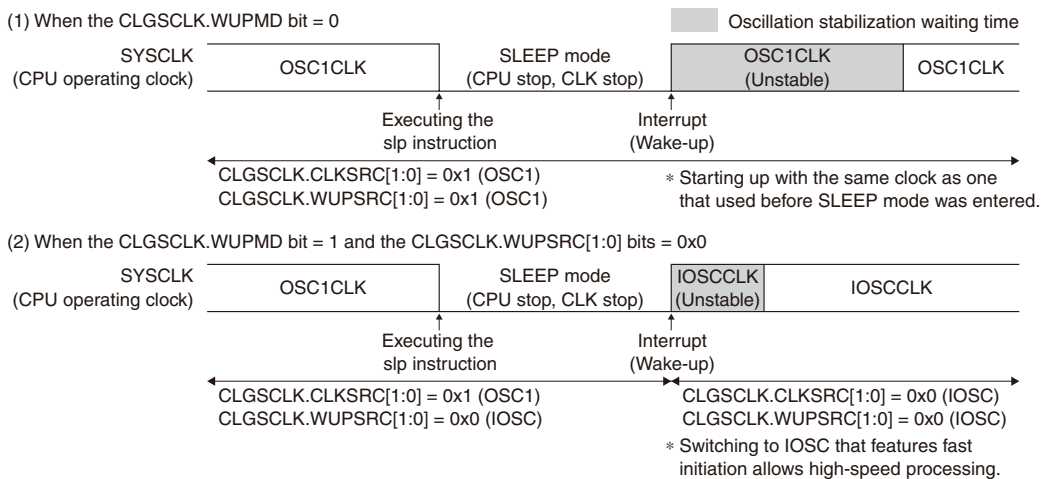 (1) When the CLGSCLK.WUPMD bit = 0
Oscillation stabilization waiting time
SYSCLK
(CPU operating clock)
OSC1CLK
SLEEP mode
(CPU stop, CLK stop)
OSC1CLK
(Unstable)
OSC1CLK
Executing the
slp instruction
Interrupt
(Wake-up)
CLGSCLK.CLKSRC[1:0] = 0x1 (OSC1)
CLGSCLK.WUPSRC[1:0] = 0x1 (OSC1)
* Starting up with the same clock as one
that used before SLEEP mode was entered.
(2) When the CLGSCLK.WUPMD bit = 1 and the CLGSCLK.WUPSRC[1:0] bits = 0x0
SYSCLK
(CPU operating clock)
OSC1CLK
SLEEP mode
(CPU stop, CLK stop)
IOSCCLK
(Unstable)
IOSCCLK
Executing the
slp instruction
Interrupt
(Wake-up)
CLGSCLK.CLKSRC[1:0] = 0x1 (OSC1)
CLGSCLK.WUPSRC[1:0] = 0x0 (IOSC)
CLGSCLK.CLKSRC[1:0] = 0x0 (IOSC)
CLGSCLK.WUPSRC[1:0] = 0x0 (IOSC)
* Switching to IOSC that features fast
initiation allows high-speed processing.